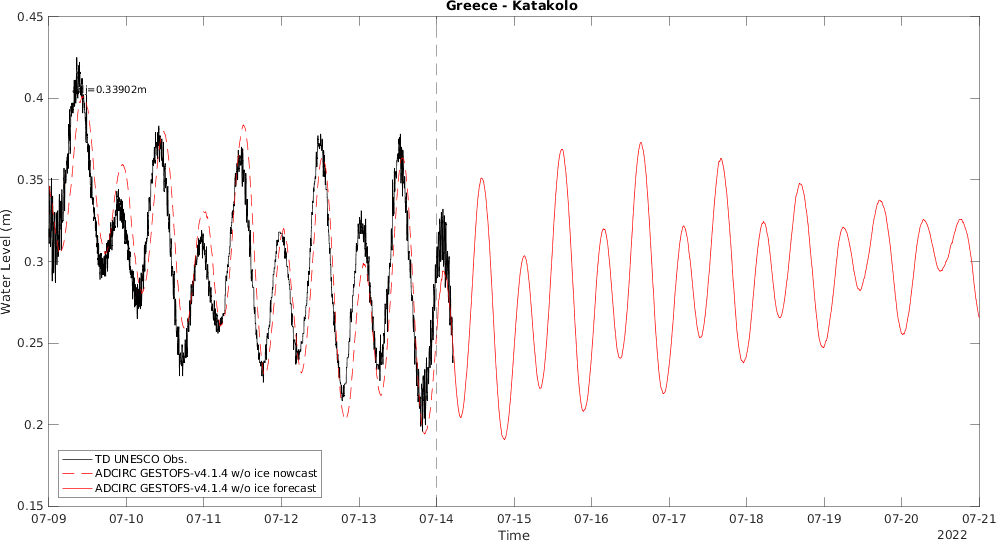 Greece - Katakolo
0.45
0.4
0.35
0.3
0.25
0.2
0.15
Water Level (m)
i=0.33902m
TD UNESCO Obs.
ADCIRC GESTOFS-v4.1.4 w/o ice nowcast
ADCIRC GESTOFS-v4.1.4 w/o ice forecast
07-09 07-10 07-11 07-12 07-13 07-14 07-15 07-16 07-17 07-18 07-19 07-20 07-21
Time
2022